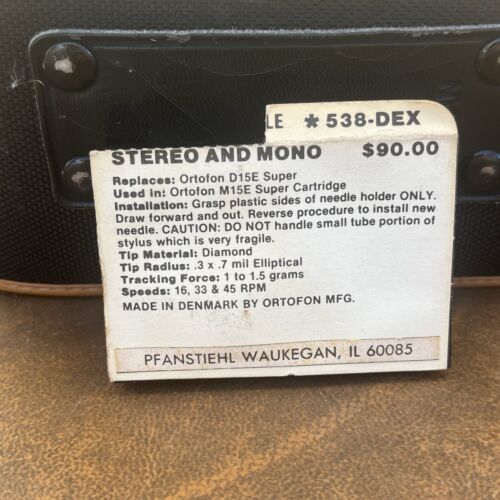 LE * 538-DEX
STEREO AND MONO $90.00
Replaces: Ortofon D15E Super
Used in: Ortofon M15E Super Cartridge
Installation: Grasp plastic sides of needle holder ONLY.
Draw forward and out. Reverse procedure to install new
needle. CAUTION: DO NOT handle small tube portion of
stylus which is very fragile.
Tip Material: Diamond
Tip Radius: .3 x .7 mil Elliptical
Tracking Force: 1 to 1.5 grams
Speeds: 16, 33 & 45 RPM
MADE IN DENMARK BY ORTOFON MFG.
PFANSTIEHL WAUKEGAN, IL 60085